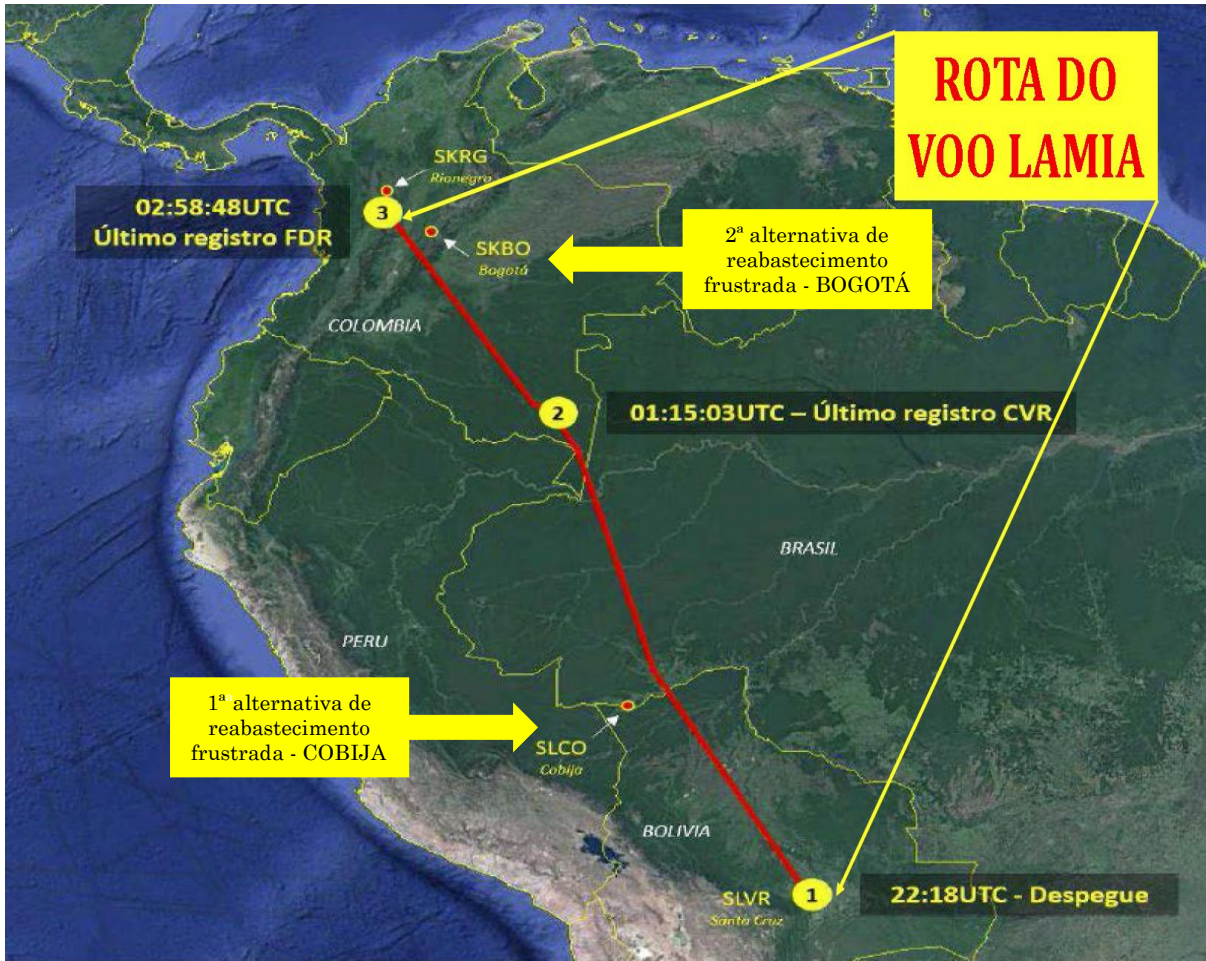 ROTA DO
VOO LAMIA
SKRG
Rionegro
3
02:58:48UTC
Último registro FDR
SKBO
Bogotá
2ª alternativa de
reabastecimento
frustrada - BOGOTÁ
COLOMBIA
2
01:15:03UTC – Último registro CVR
BRASIL
PERU
1ª alternativa de
reabastecimento
frustrada - COBIJA
SLCO
Cobija
BOLIVIA
SLVR
Santa Cruz
1
22:18UTC - Despegue